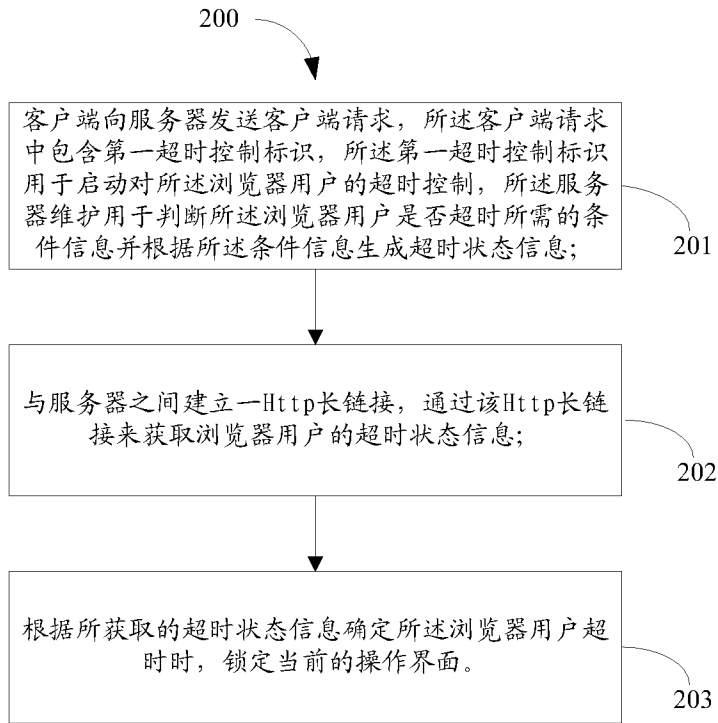 200
客户端向服务器发送客户端请求，所述客户端请求
中包含第一超时控制标识，所述第一超时控制标识
用于启动对所述浏览器用户的超时控制，所述服务
器维护用于判断所述浏览器用户是否超时所需的条
件信息并根据所述条件信息生成超时状态信息；
201
与服务器之间建立一Http长链接，通过该Http长链
接来获取浏览器用户的超时状态信息；
202
根据所获取的超时状态信息确定所述浏览器用户超
时时，锁定当前的操作界面。
203